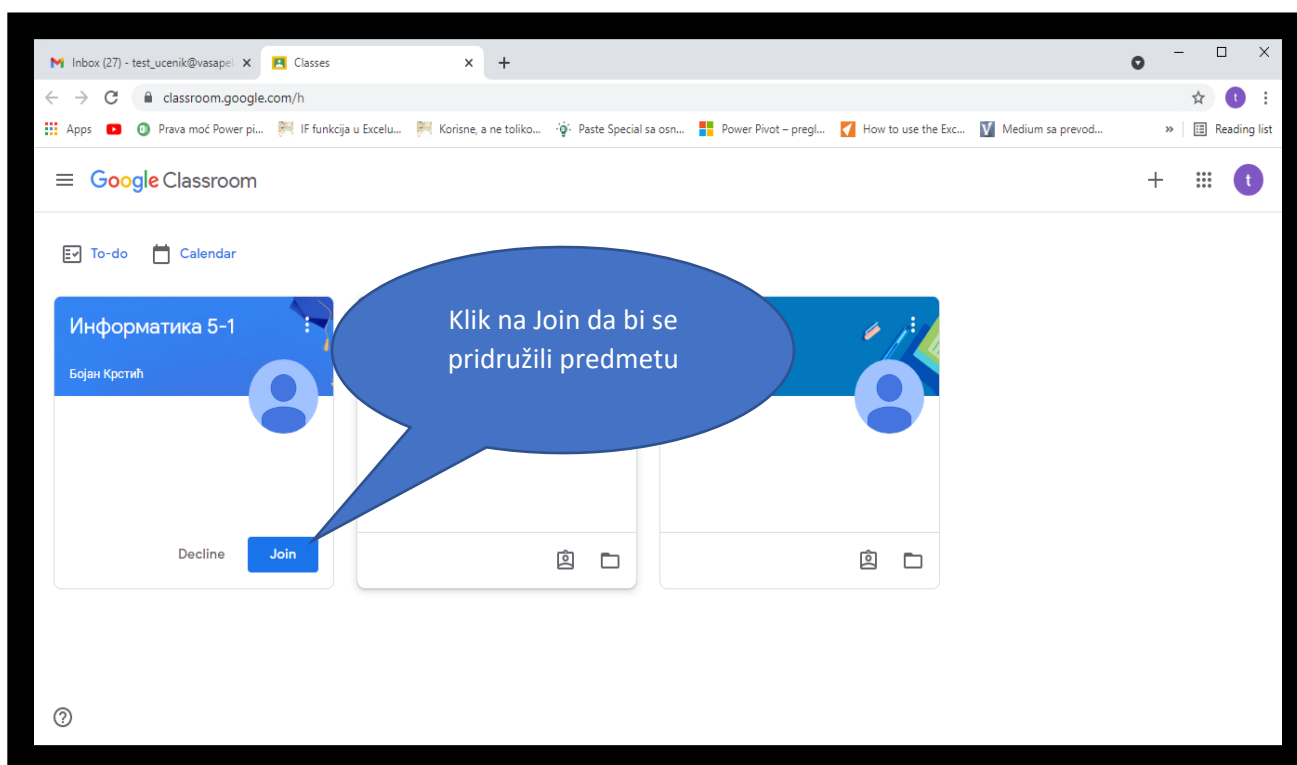 Inbox (27) - test_ucenik@vasapel
Classes
classroom.google.com/h
t
Apps
Prava moć Power pi...
IF funkcija u Excelu...
Korisne, a ne toliko...
Paste Special sa osn...
Power Pivot – pregl...
How to use the Exc...
Medium sa prevod...
»
Reading list
Google Classroom
t
To-do
Calendar
Информатика 5-1
Бојан Крстић
Klik na Join da bi se
pridružili predmetu
Decline
Join